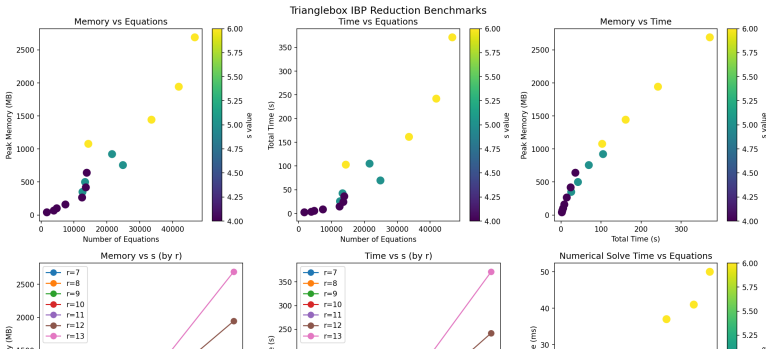 Trianglebox IBP Reduction Benchmarks
Memory vs Equations
Peak Memory (MB)
2500
2000
1500
1000
500
0
0 10000 20000 30000 40000
Number of Equations
6.00
5.75
5.50
5.25
5.00
4.75
4.50
4.25
4.00
s value
Time vs Equations
Total Time (s)
350
300
250
200
150
100
50
0
0 10000 20000 30000 40000
Number of Equations
6.00
5.75
5.50
5.25
5.00
4.75
4.50
4.25
4.00
s value
Memory vs Time
Peak Memory (MB)
2500
2000
1500
1000
500
0
0 100 200 300
Total Time (s)
6.00
5.75
5.50
5.25
5.00
4.75
4.50
4.25
4.00
s value
Memory vs s (by r)
2500
2000
r=7
r=8
r=9
r=10
r=11
r=12
r=13
Time vs s (by r)
350
300
250
r=7
r=8
r=9
r=10
r=11
r=12
r=13
Numerical Solve Time vs Equations
50
40
30
(ms)
6.00
5.75
5.50
5.25